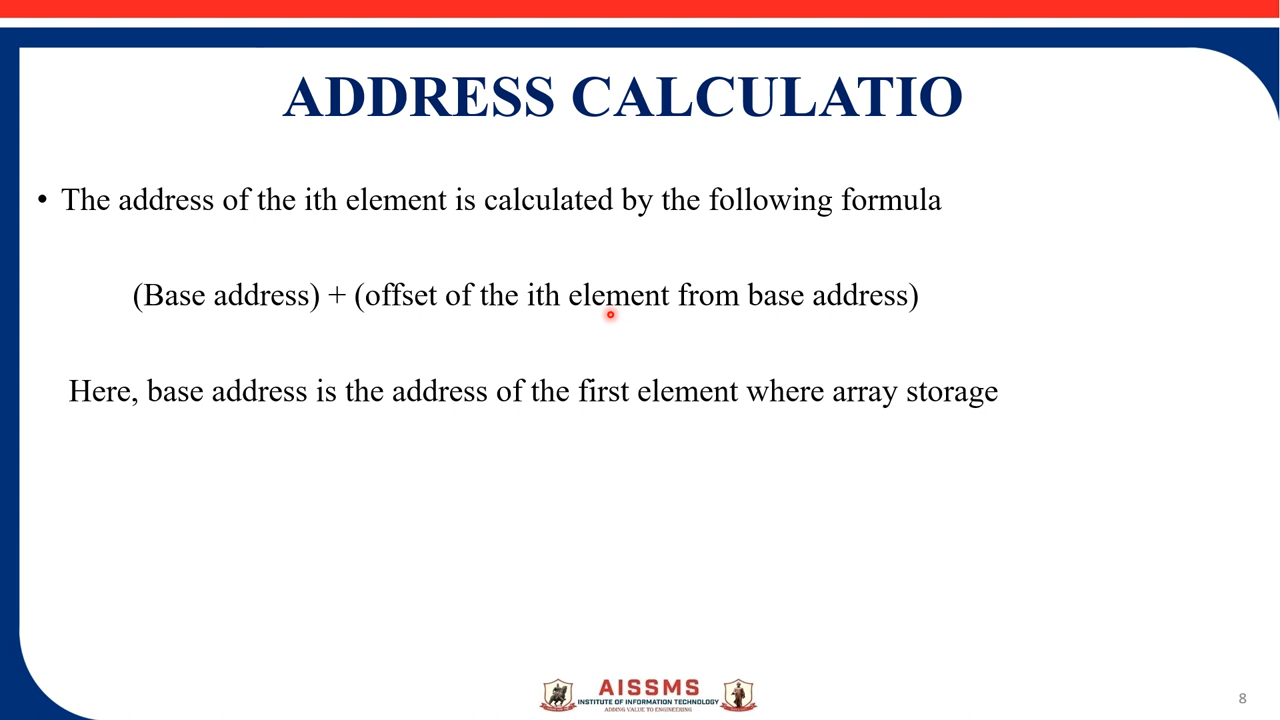 ADDRESS CALCULATIO
• The address of the ith element is calculated by the following formula
(Base address) + (offset of the ith element from base address)
Here, base address is the address of the first element where array storage
AISSMS
INSTITUTE OF INFORMATION TECHNOLOGY
ADDING VALUE TO ENGINEERING
8